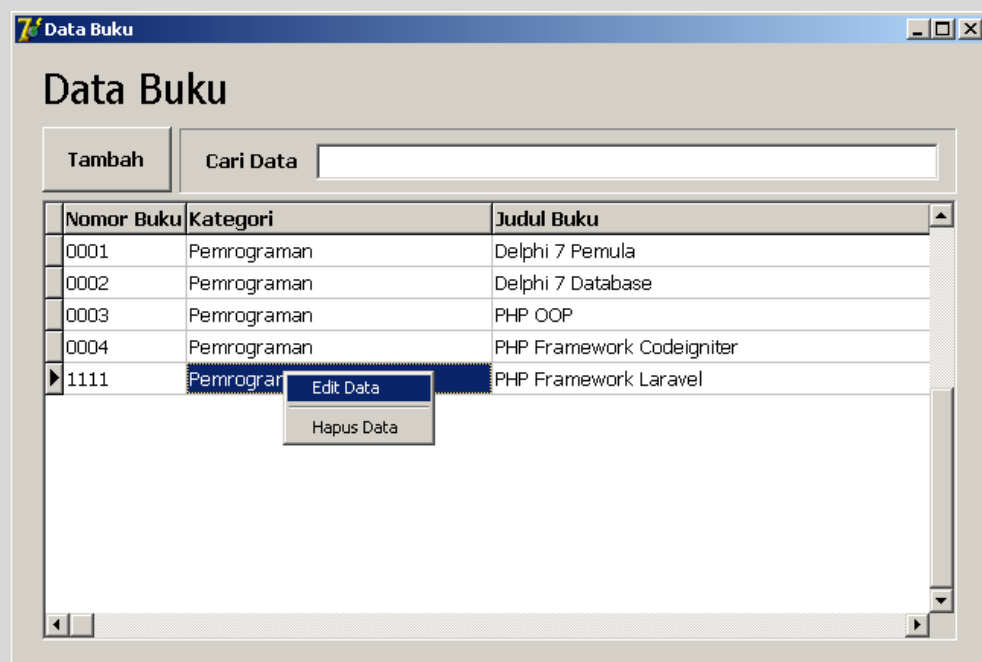 Data Buku
Data Buku
Tambah Cari Data
Nomor Buku Kategori Judul Buku
0001 Pemrograman Delphi 7 Pemula
0002 Pemrograman Delphi 7 Database
0003 Pemrograman PHP OOP
0004 Pemrograman PHP Framework Codeigniter
1111 Pemrogra PHP Framework Laravel
Edit Data
Hapus Data